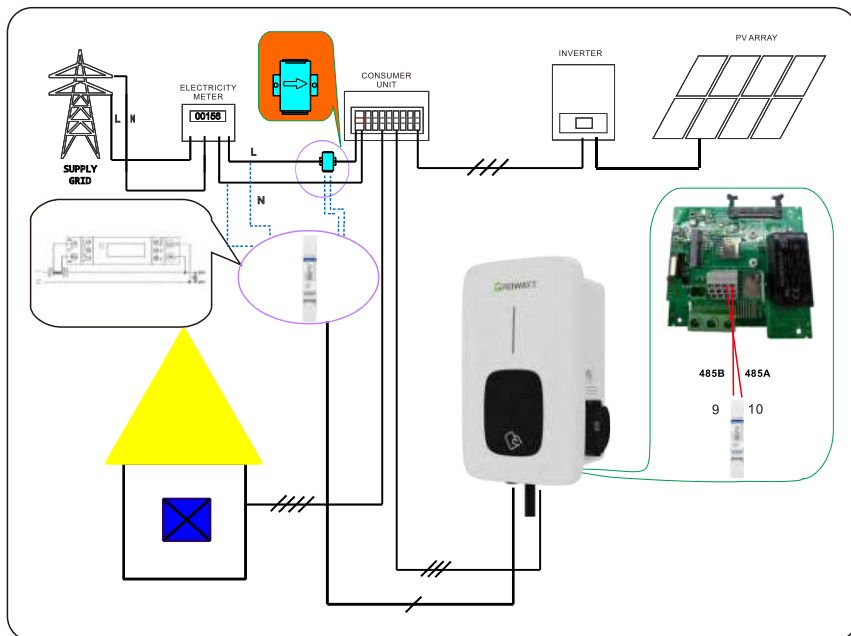 PV ARRAY
INVERTER
CONSUMER
UNIT
ELECTRICITY
METER
00156
L
N
L
N
SUPPLY
GRID
GROWATT
485B
485A
9
10